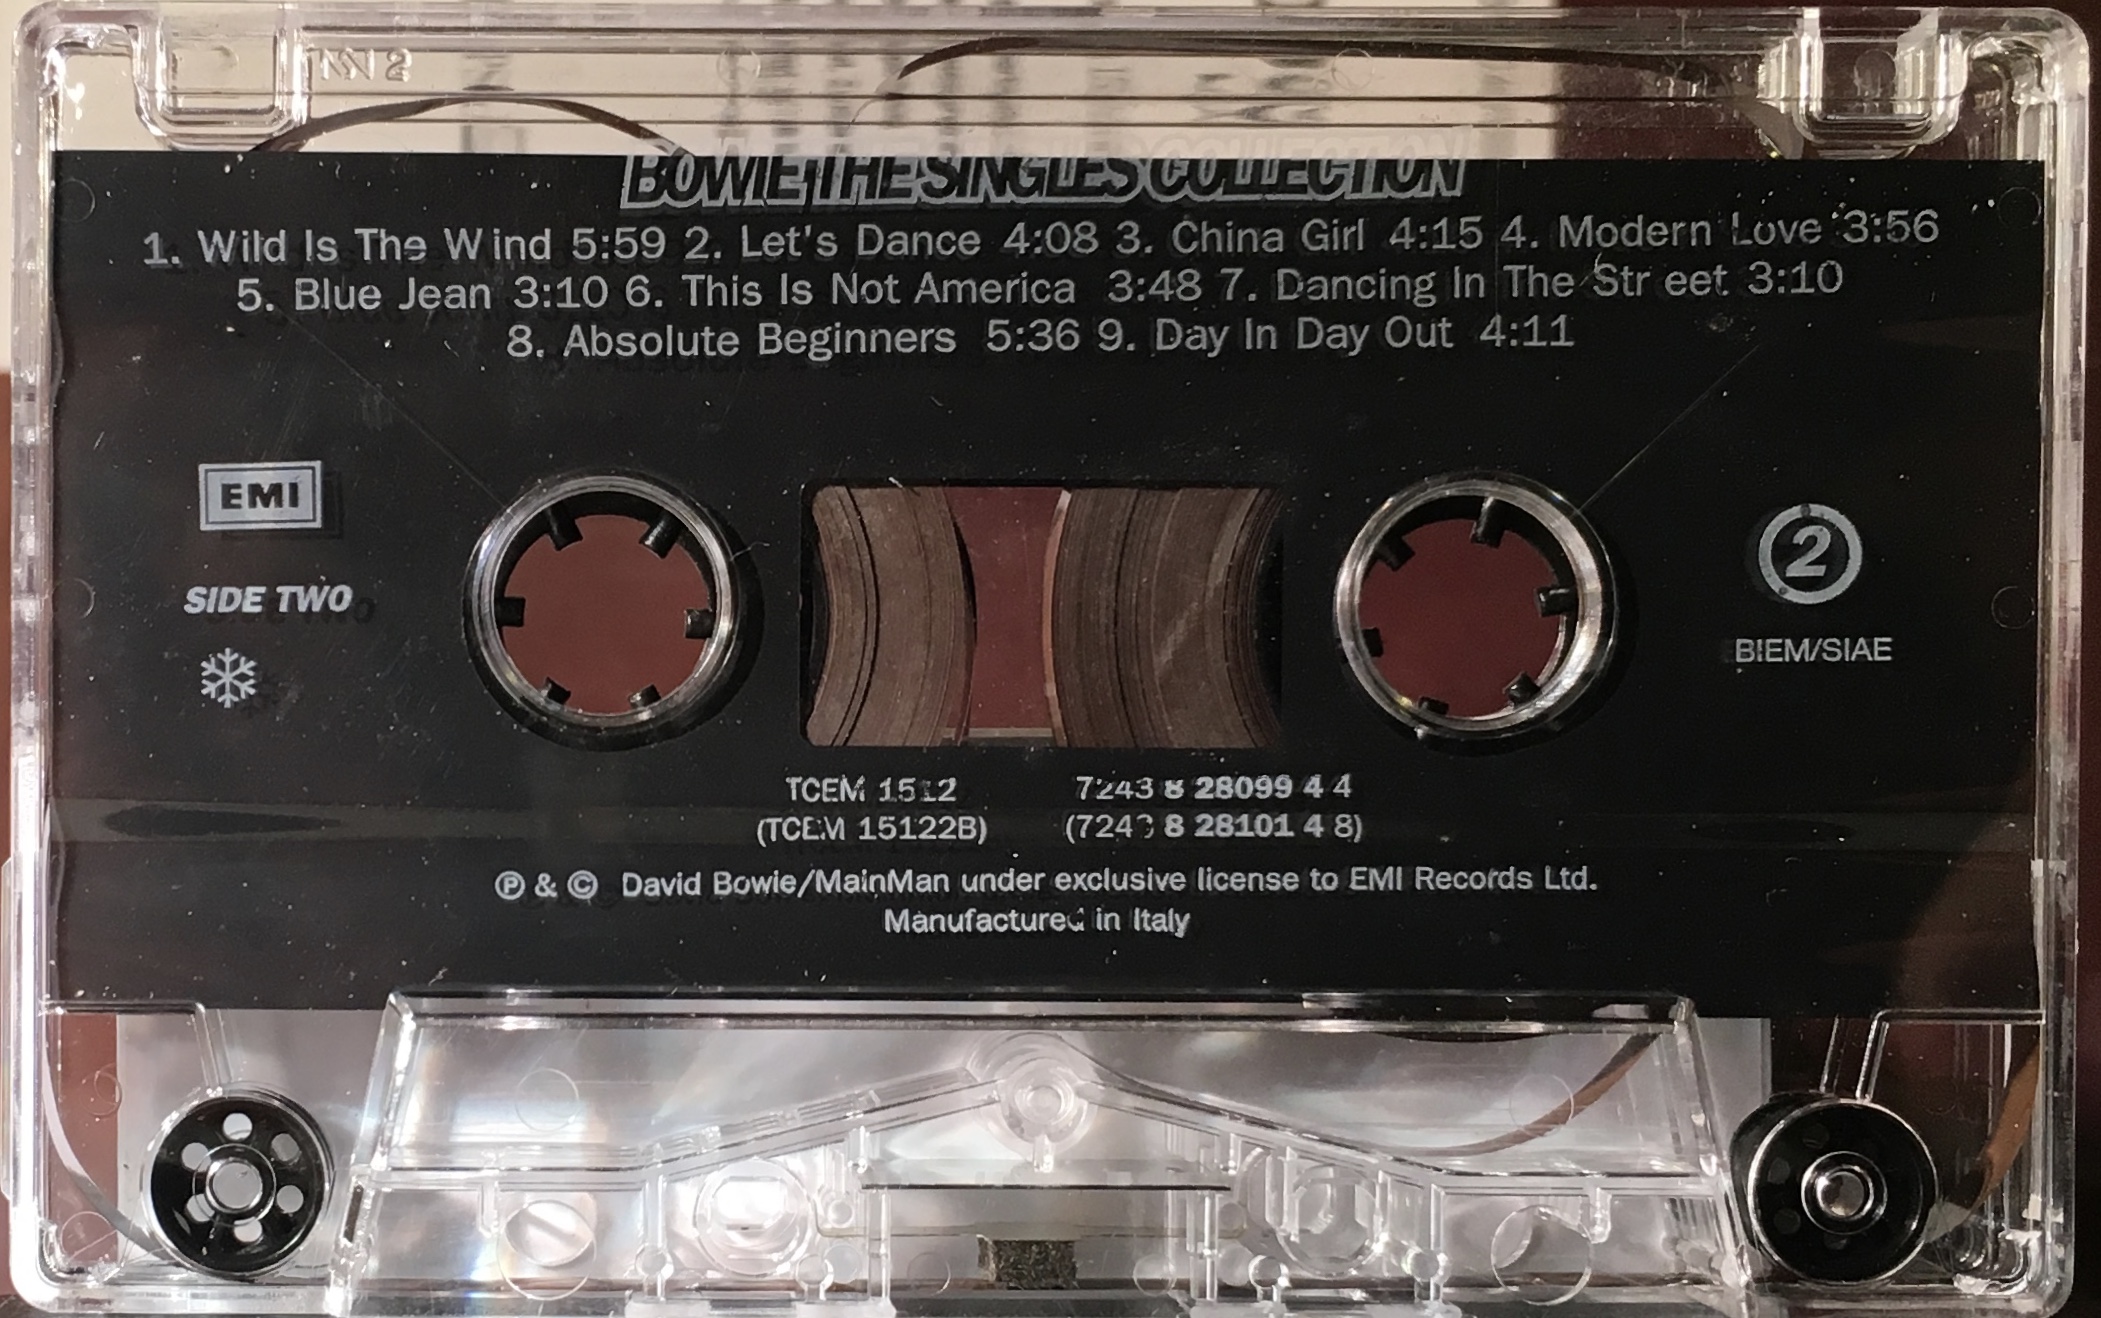 BOWIE THE SINGLES COLLECTION
1. Wild Is The Wind 5:59 2. Let's Dance 4:08 3. China Girl 4:15 4. Modern Love 3:56
5. Blue Jean 3:10 6. This Is Not America 3:48 7. Dancing In The Street 3:10
8. Absolute Beginners 5:36 9. Day In Day Out 4:11
EMI
SIDE TWO
2
BIEM/SIAE
TCEM 1512 7243 8 28099 4 4
(TCEM 15122B) (7243 8 28101 4 8)
Ⓟ & © David Bowie/MainMan under exclusive license to EMI Records Ltd.
Manufactured in Italy